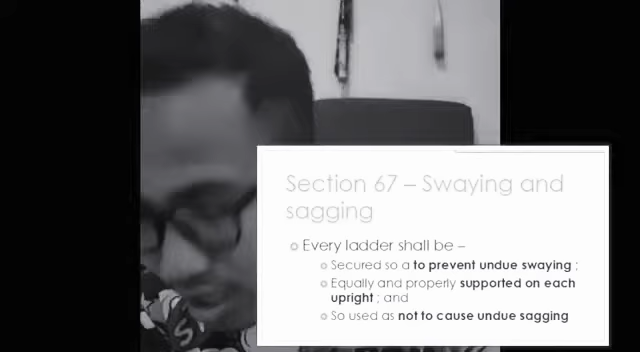 Section 67 – Swaying and
sagging
Every ladder shall be –
Secured so a to prevent undue swaying ;
Equally and properly supported on each
upright ; and
So used as not to cause undue sagging